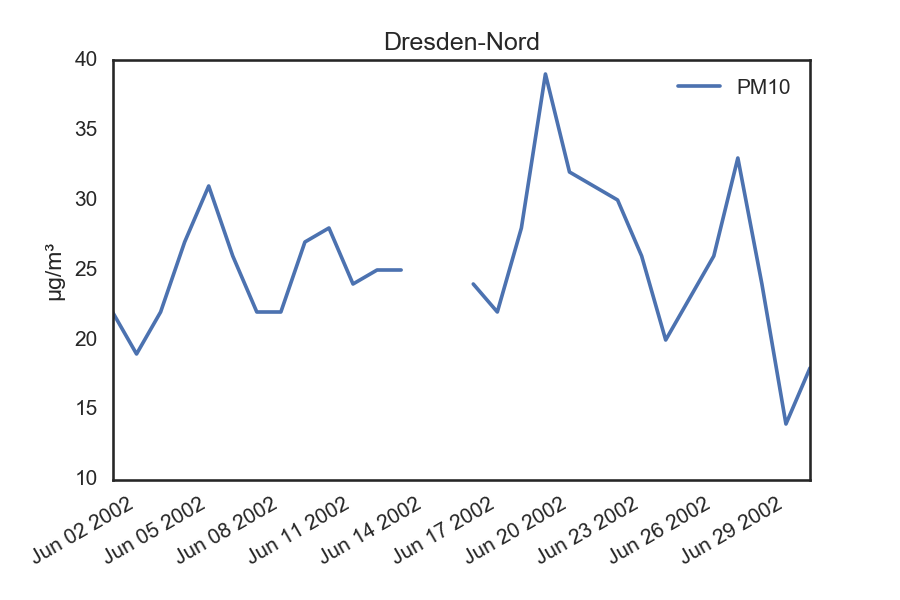 Dresden-Nord
40
35
30
25
20
15
10
µg/m³
PM10
Jun 02 2002
Jun 05 2002
Jun 08 2002
Jun 11 2002
Jun 14 2002
Jun 17 2002
Jun 20 2002
Jun 23 2002
Jun 26 2002
Jun 29 2002